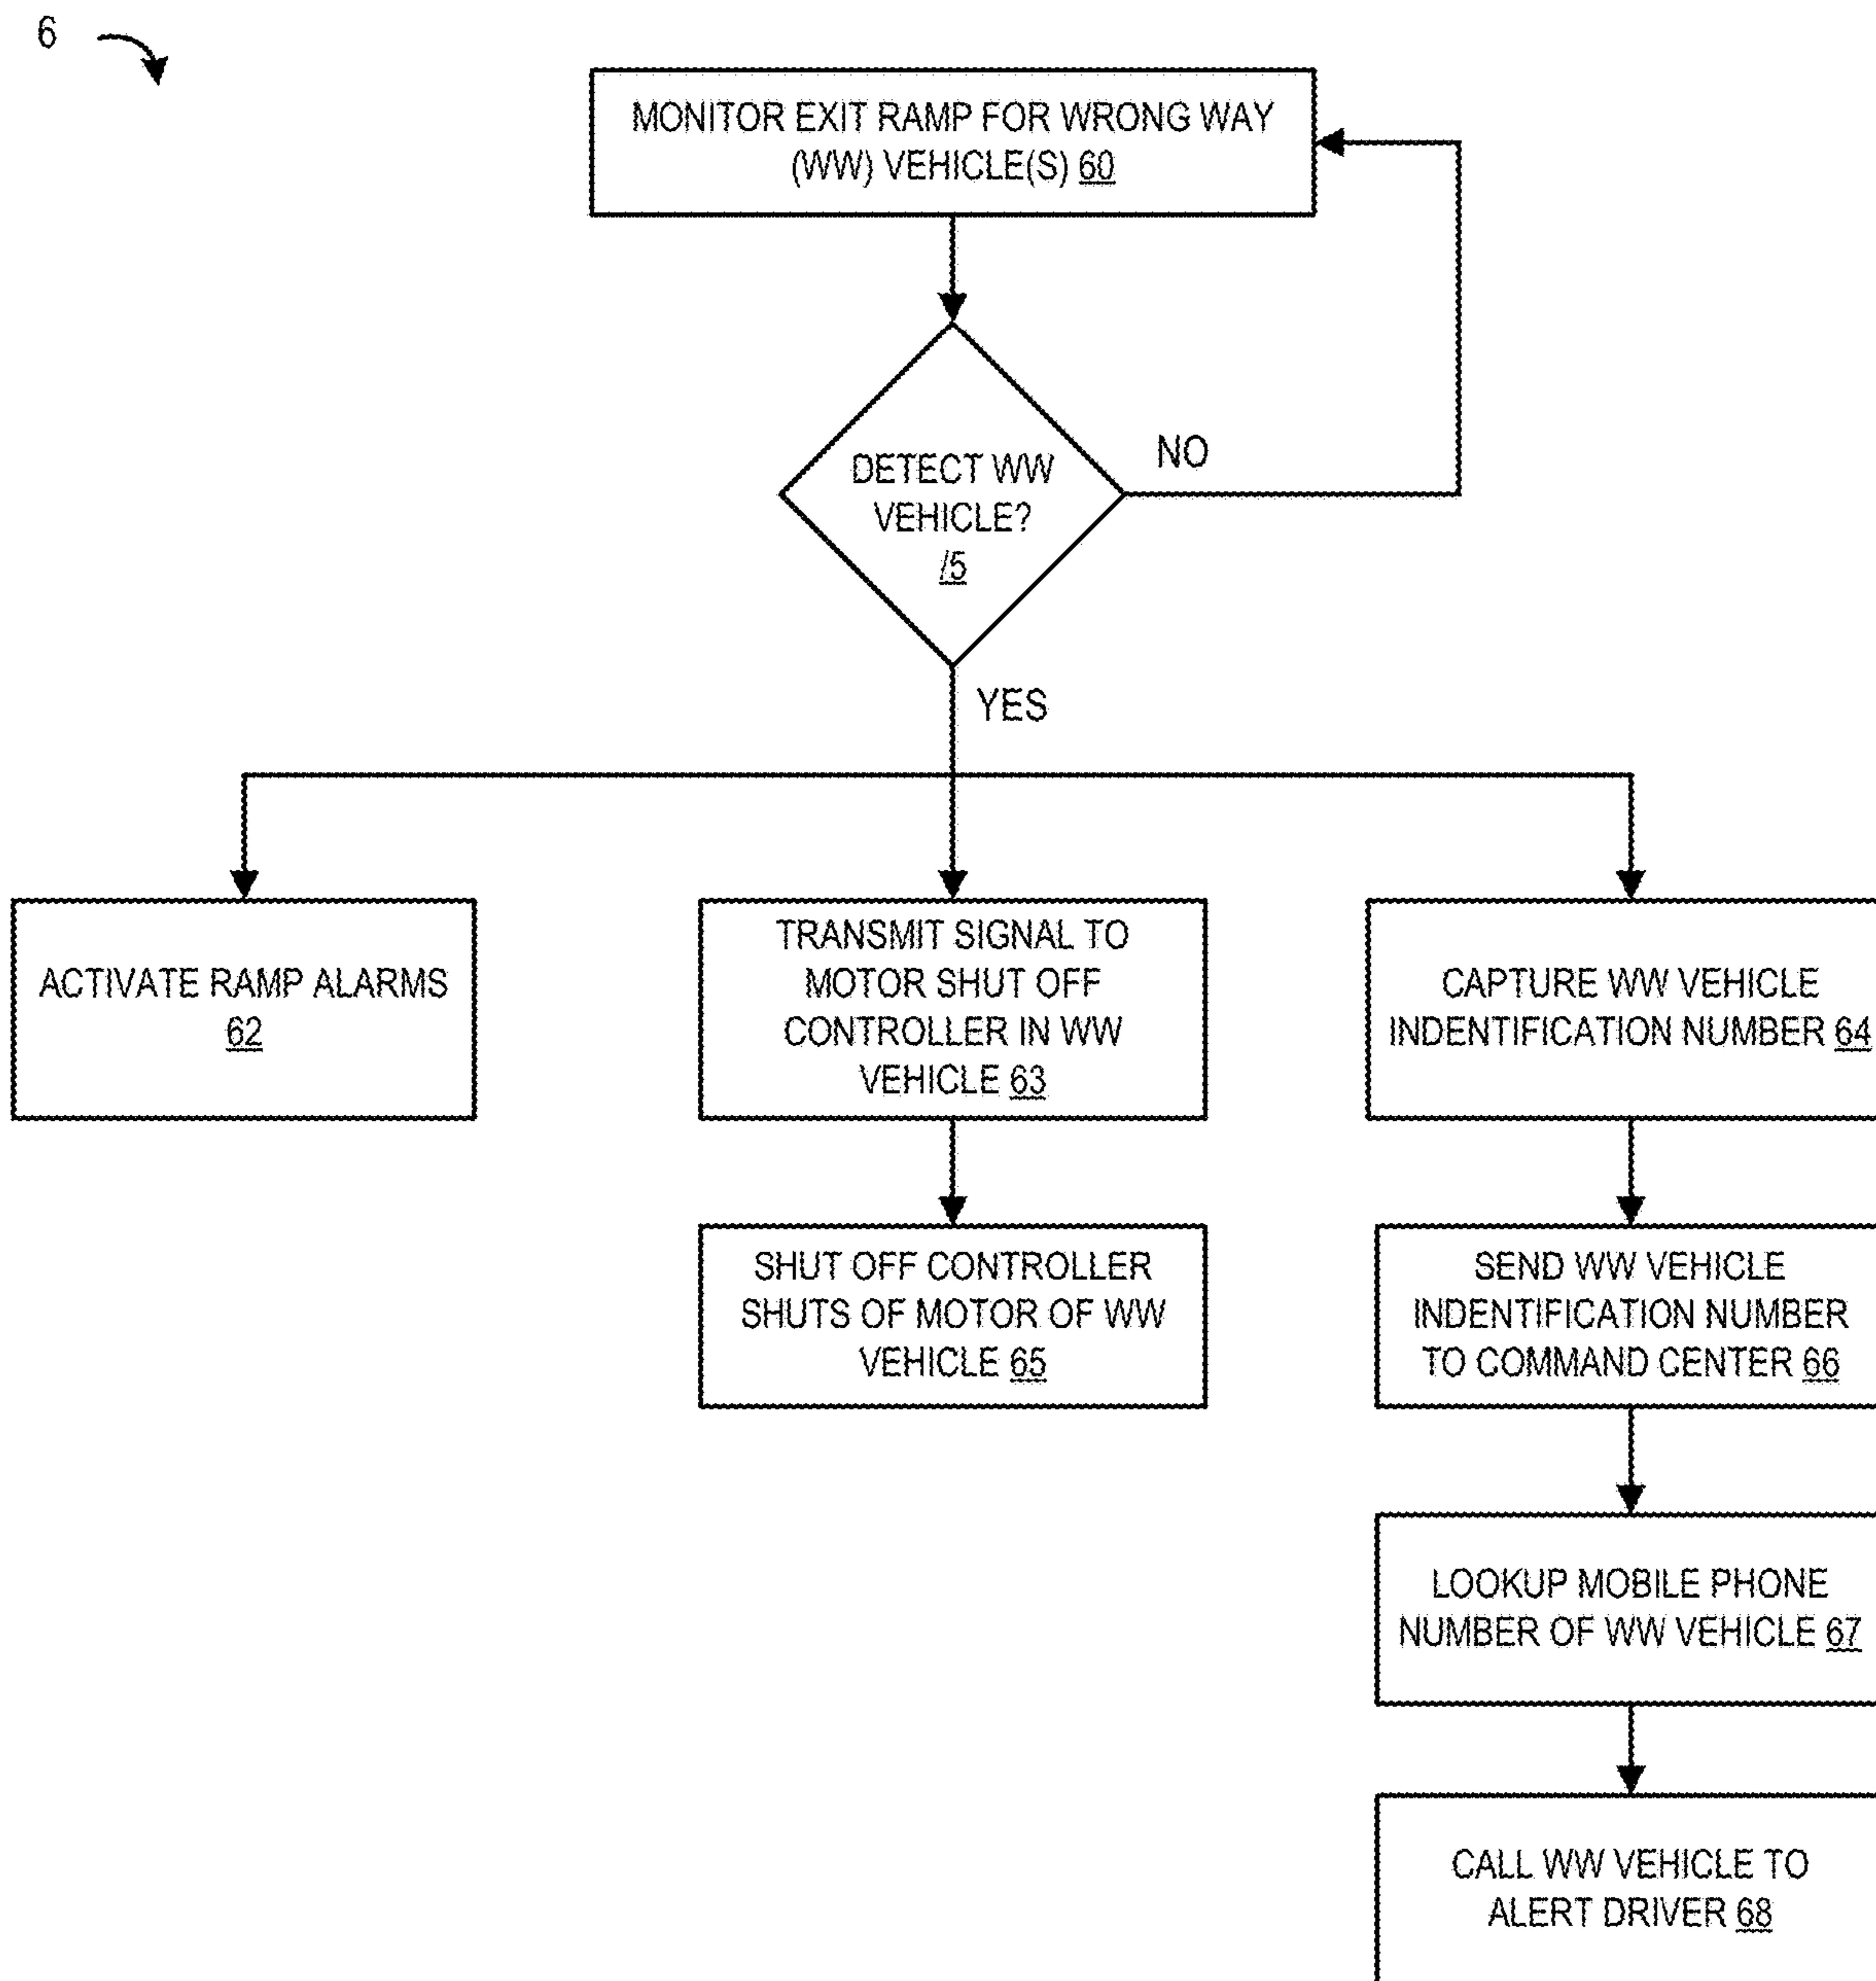 6
MONITOR EXIT RAMP FOR WRONG WAY
(WW) VEHICLE(S) 60
DETECT WW
VEHICLE?
/5
NO
YES
ACTIVATE RAMP ALARMS
62
TRANSMIT SIGNAL TO
MOTOR SHUT OFF
CONTROLLER IN WW
VEHICLE 63
CAPTURE WW VEHICLE
INDENTIFICATION NUMBER 64
SHUT OFF CONTROLLER
SHUTS OF MOTOR OF WW
VEHICLE 65
SEND WW VEHICLE
INDENTIFICATION NUMBER
TO COMMAND CENTER 66
LOOKUP MOBILE PHONE
NUMBER OF WW VEHICLE 67
CALL WW VEHICLE TO
ALERT DRIVER 68